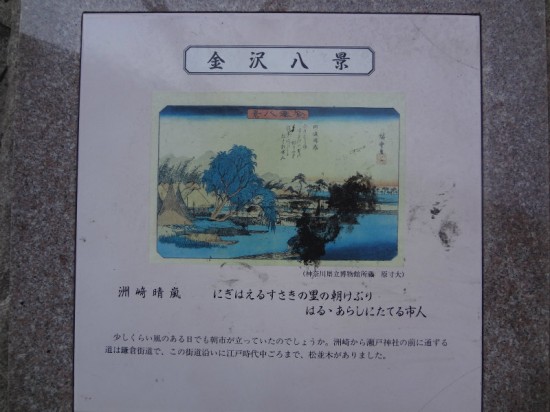 金沢八景
(神奈川県立博物館所蔵 原寸大)
洲崎晴嵐 にぎはえるすさきの里の朝けぶり
はるゝあらしにたてる市人
少しくらい風のある日でも朝市が立っていたのでしょうか。洲崎から瀬戸神社の前に通ずる
道は鎌倉街道で、この街道沿いに江戸時代中ごろまで、松並木がありました。